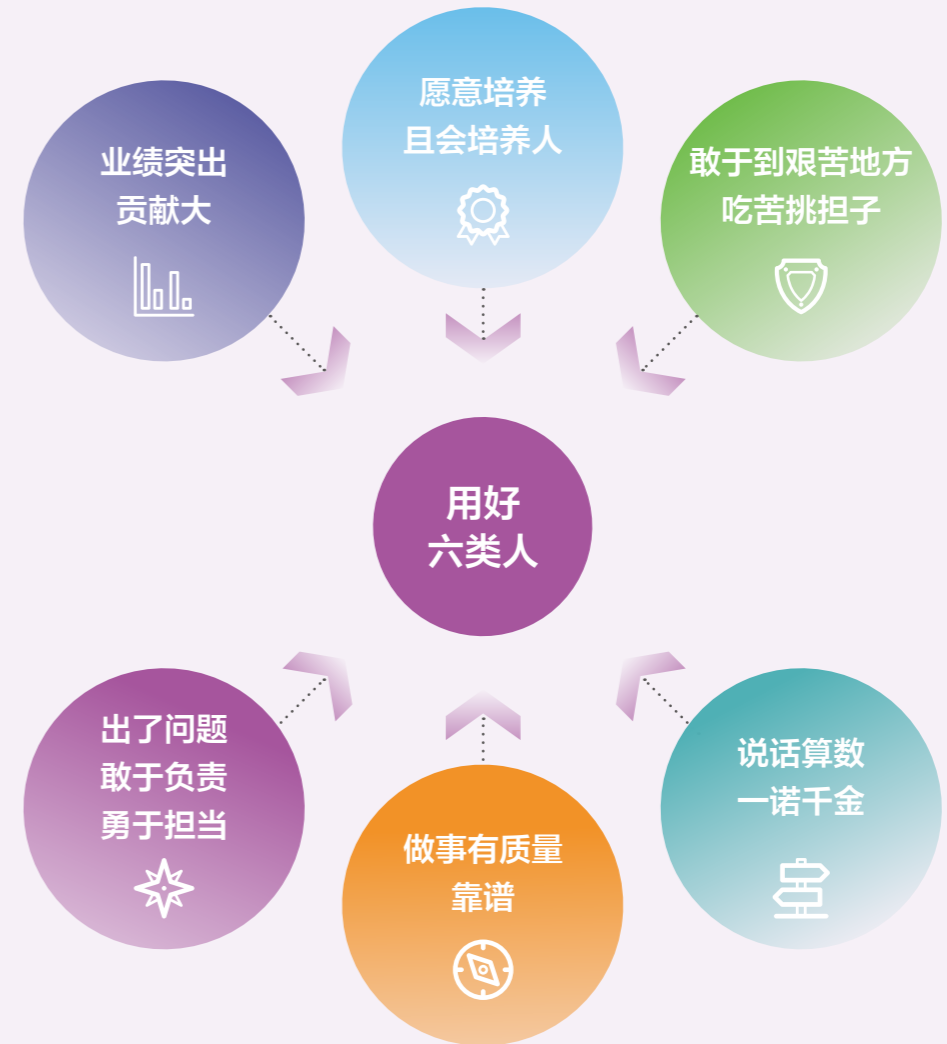 业绩突出
贡献大
愿意培养
且会培养人
敢于到艰苦地方
吃苦挑担子
用好
六类人
出了问题
敢于负责
勇于担当
做事有质量
靠谱
说话算数
一诺千金